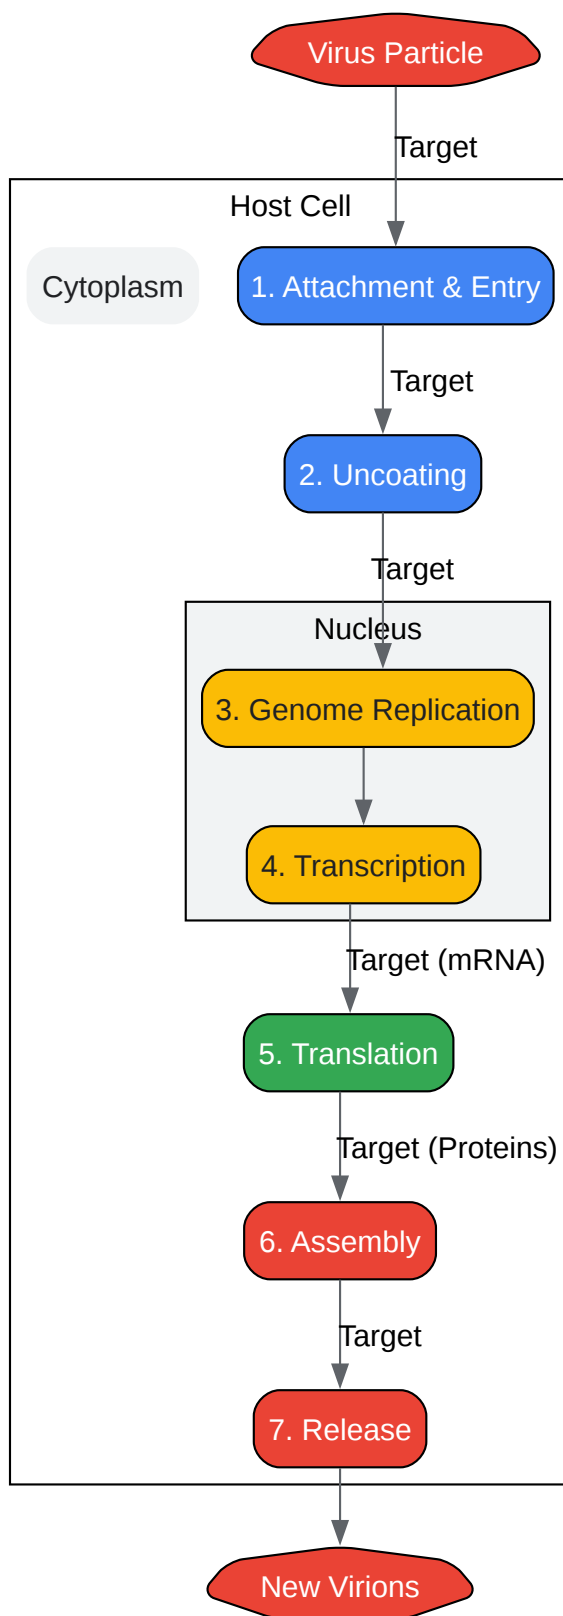 Virus Particle
Target
Host Cell
Cytoplasm
1. Attachment & Entry
Target
2. Uncoating
Target
Nucleus
3. Genome Replication
4. Transcription
Target (mRNA)
5. Translation
Target (Proteins)
6. Assembly
Target
7. Release
New Virions